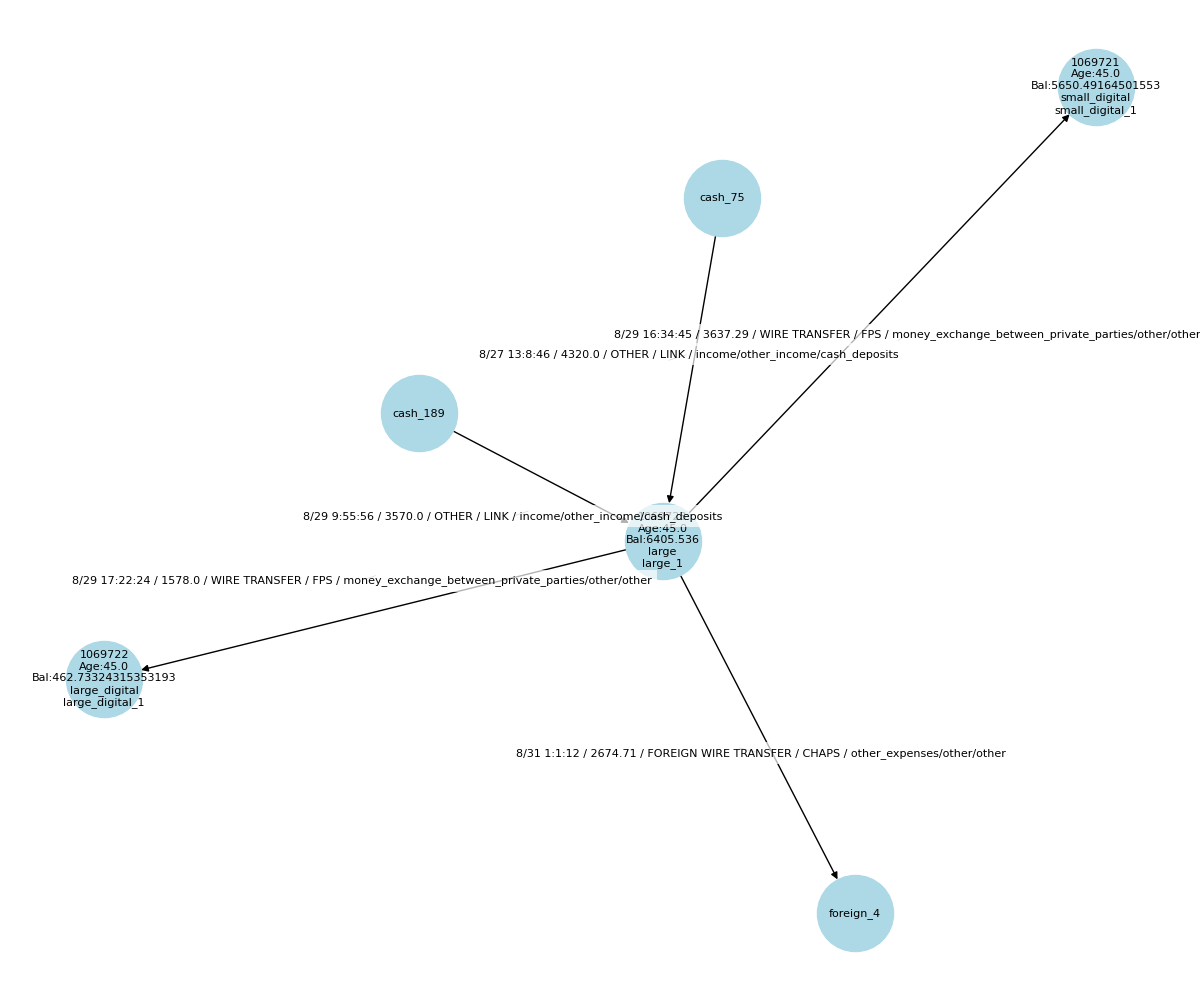 1069721
Age:45.0
Bal:5650.49164501553
small_digital
small_digital_1
cash_75
8/29 16:34:45 / 3637.29 / WIRE TRANSFER / FPS / money_exchange_between_private_parties/other/other
8/27 13:8:46 / 4320.0 / OTHER / LINK / income/other_income/cash_deposits
cash_189
8/29 9:55:56 / 3570.0 / OTHER / LINK / income/other_income/cash_deposits
Age:45.0
Bal:6405.536
large
large_1
8/29 17:22:24 / 1578.0 / WIRE TRANSFER / FPS / money_exchange_between_private_parties/other/other
1069722
Age:45.0
Bal:462.73324315353193
large_digital
large_digital_1
8/31 1:1:12 / 2674.71 / FOREIGN WIRE TRANSFER / CHAPS / other_expenses/other/other
foreign_4